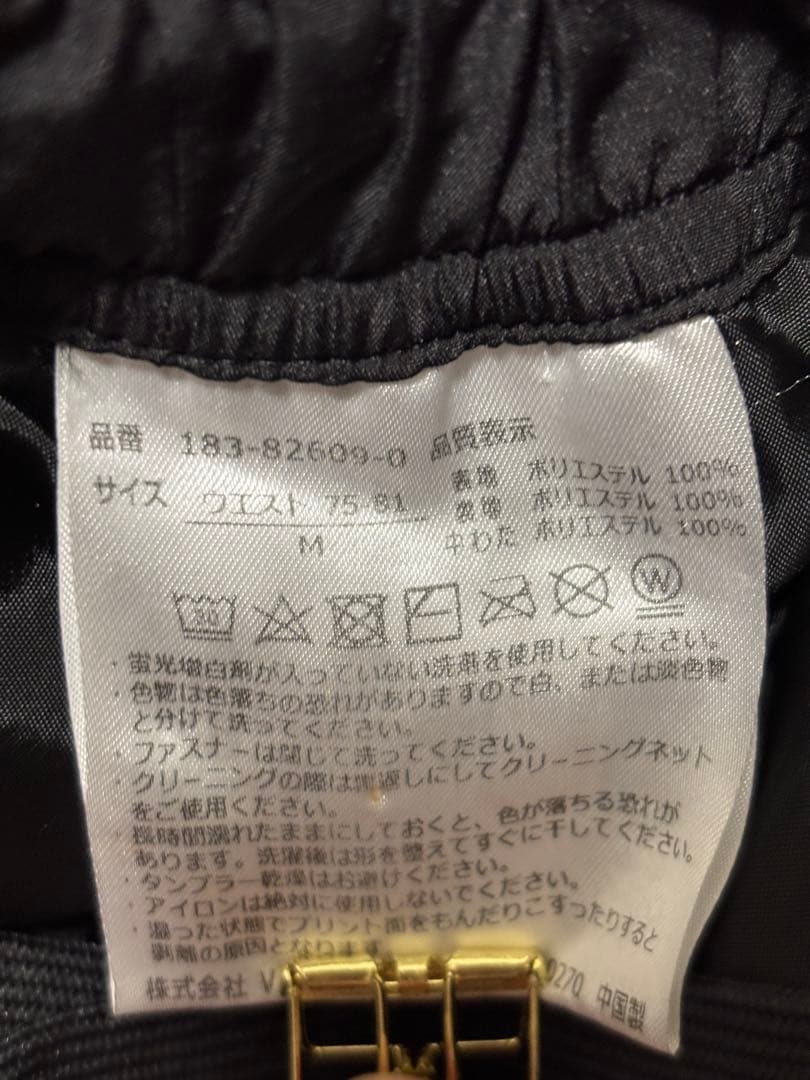 品番 183-82609-0 品質表示
サイズ ウエスト 75-81
M
表地 ポリエステル 100%
ポリエステル 100%
中わた ポリエステル 100%
30
W
・蛍光増白剤が入っていない洗剤を使用してください。
・色物は色落ちの恐れがありますので白、または淡色物
と分けて洗ってください。
・ファスナーは閉じて洗ってください。
・クリーニングの際は裏返しにしてクリーニングネット
をご使用ください。
・長時間濡れたままにしておくと、色が落ちる恐れが
あります。洗濯後は形を整えてすぐに干してください。
・タンブラー乾燥はお避けください。
・アイロンは絶対に使用しないでください。
・湿った状態でプリント面をもんだりこすったりすると
剥離の原因となります。
株式会社 V 0270 中国製